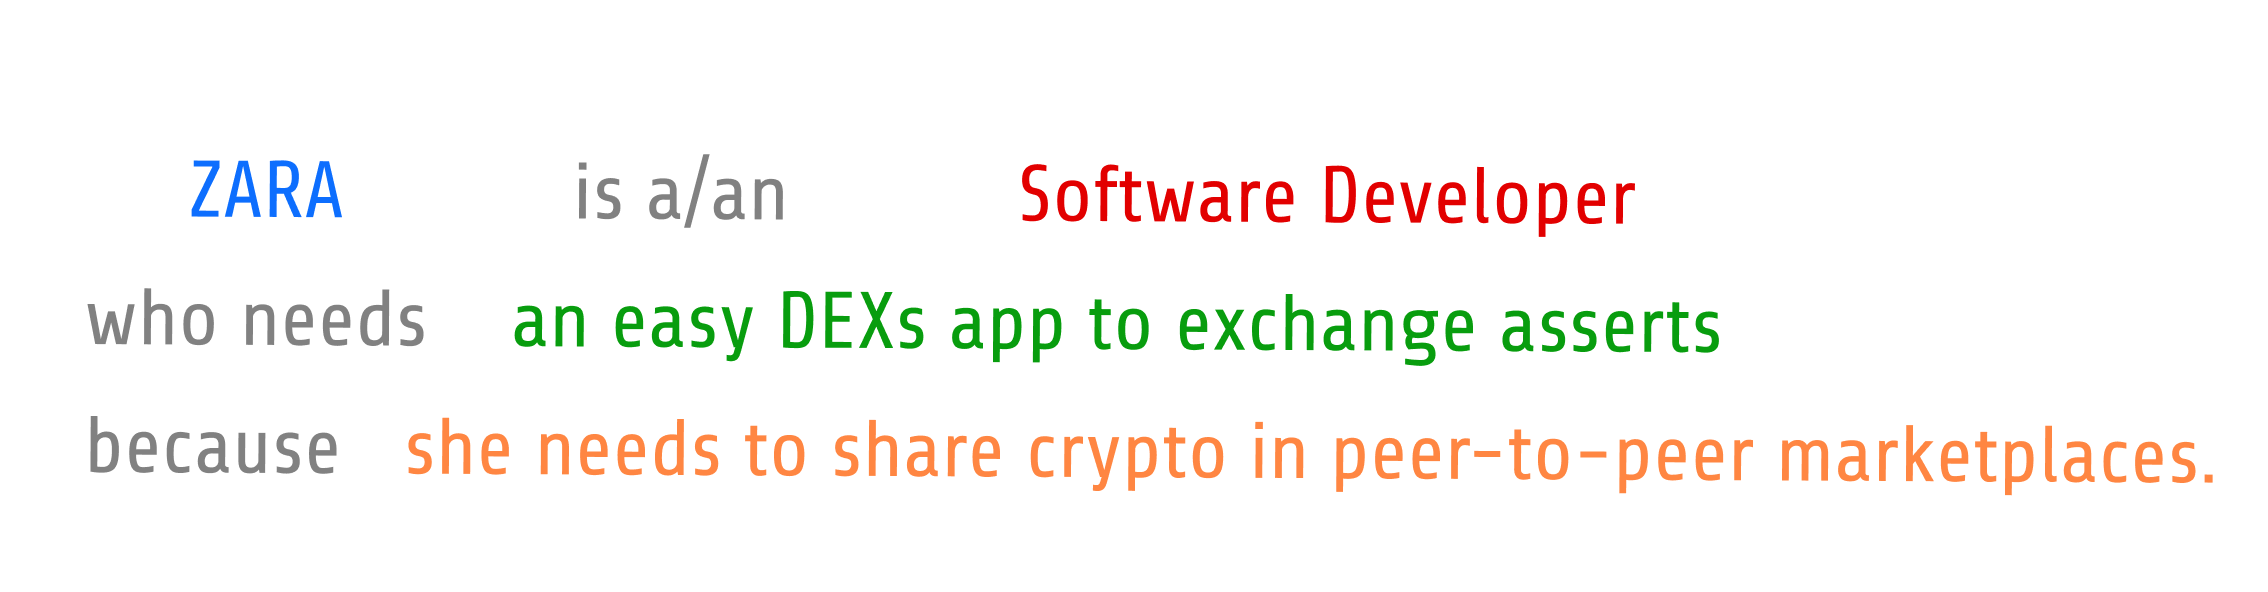 ZARA is a/an Software Developer
who needs an easy DEXs app to exchange asserts
because she needs to share crypto in peer-to-peer marketplaces.